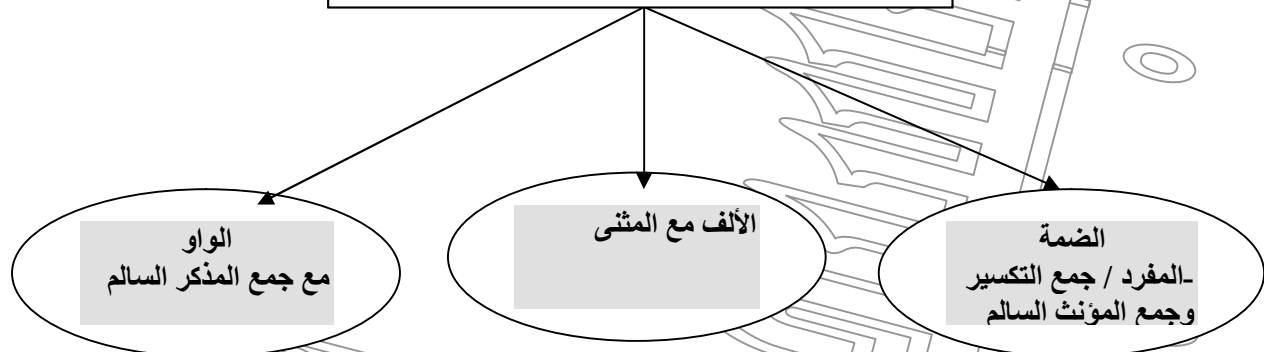 الضمة
-المفرد / جمع التكسير
وجمع المؤنث السالم
الألف مع المثنى
الواو
مع جمع المذكر السالم